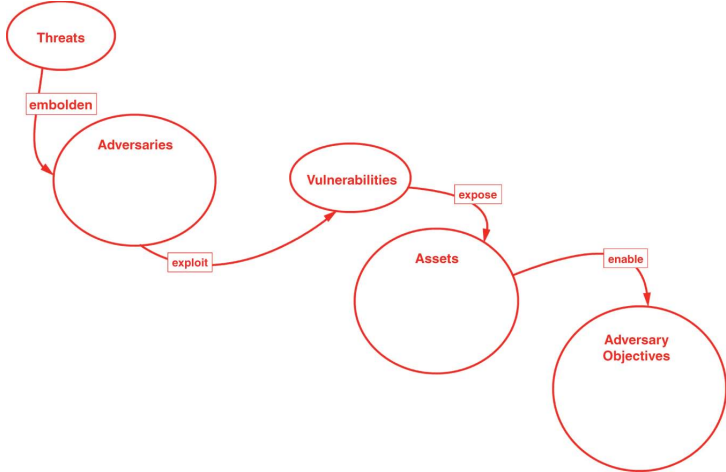 Threats
embolden
Adversaries
Vulnerabilities
expose
exploit
Assets
enable
Adversary
Objectives